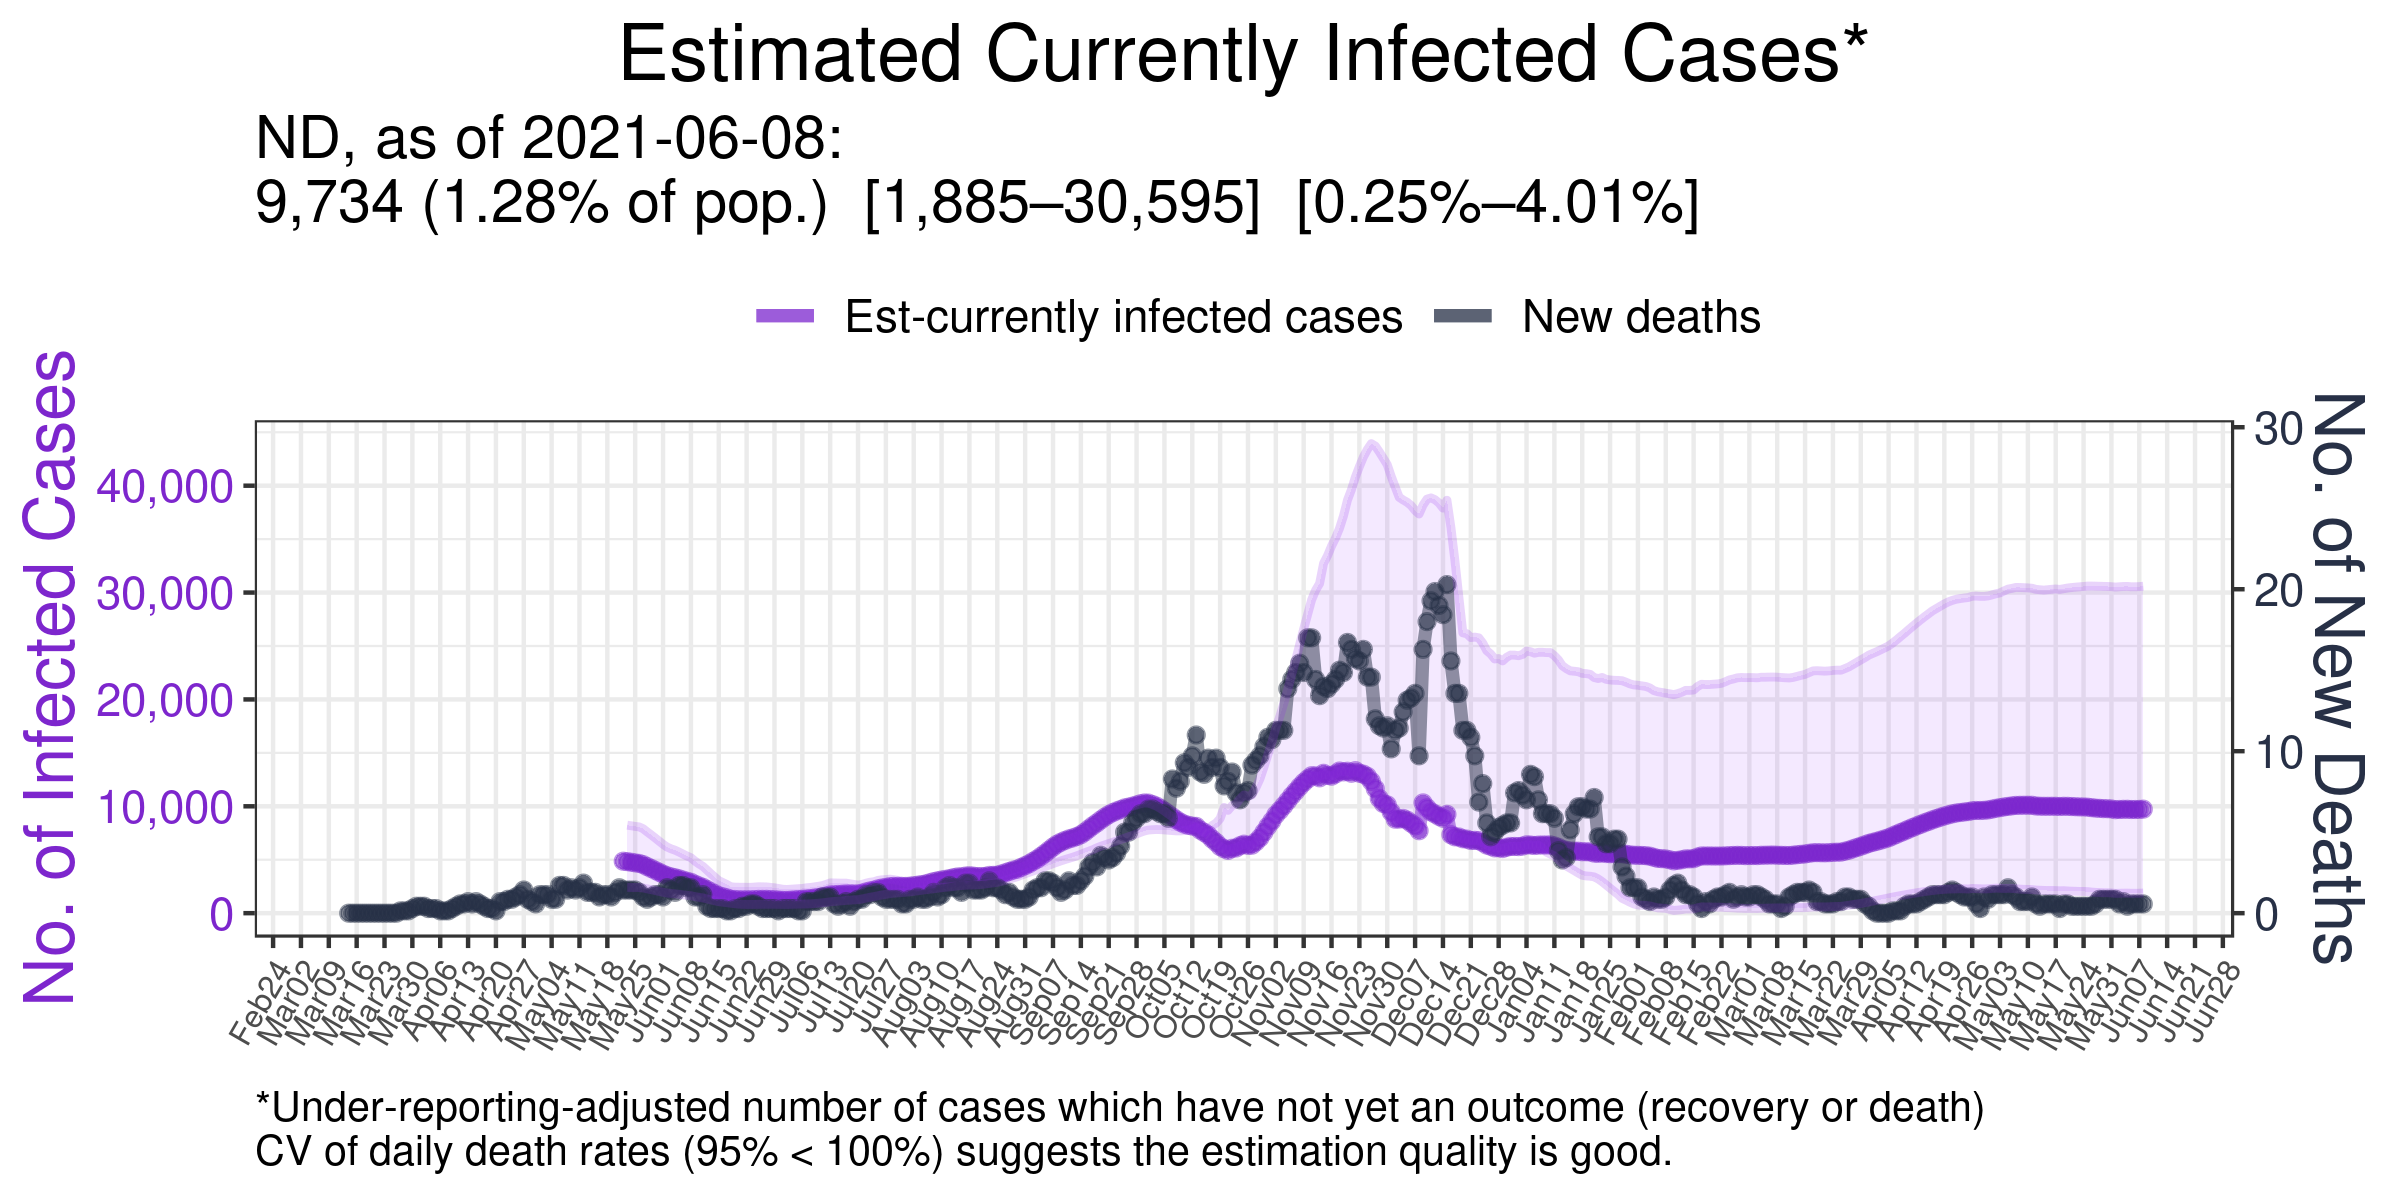 Estimated Currently Infected Cases*
ND, as of 2021-06-08:
9,734 (1.28% of pop.)  [1,885–30,595]  [0.25%–4.01%]
Est-currently infected cases
New deaths
No. of Infected Cases
40,000
30,000
20,000
10,000
0
30
20
10
0
No. of New Deaths
Feb24
Mar02
Mar09
Mar16
Mar23
Mar30
Apr06
Apr13
Apr20
Apr27
May04
May11
May18
May25
Jun01
Jun08
Jun15
Jun22
Jun29
Jul06
Jul13
Jul20
Jul27
Aug03
Aug10
Aug17
Aug24
Aug31
Sep07
Sep14
Sep21
Sep28
Oct05
Oct12
Oct19
Oct26
Nov02
Nov09
Nov16
Nov23
Nov30
Dec07
Dec14
Dec21
Dec28
Jan04
Jan11
Jan18
Jan25
Feb01
Feb08
Feb15
Feb22
Mar01
Mar08
Mar15
Mar22
Mar29
Apr05
Apr12
Apr19
Apr26
May03
May10
May17
May24
May31
Jun07
Jun14
Jun21
Jun28
*Under-reporting-adjusted number of cases which have not yet an outcome (recovery or death)
CV of daily death rates (95% < 100%) suggests the estimation quality is good.